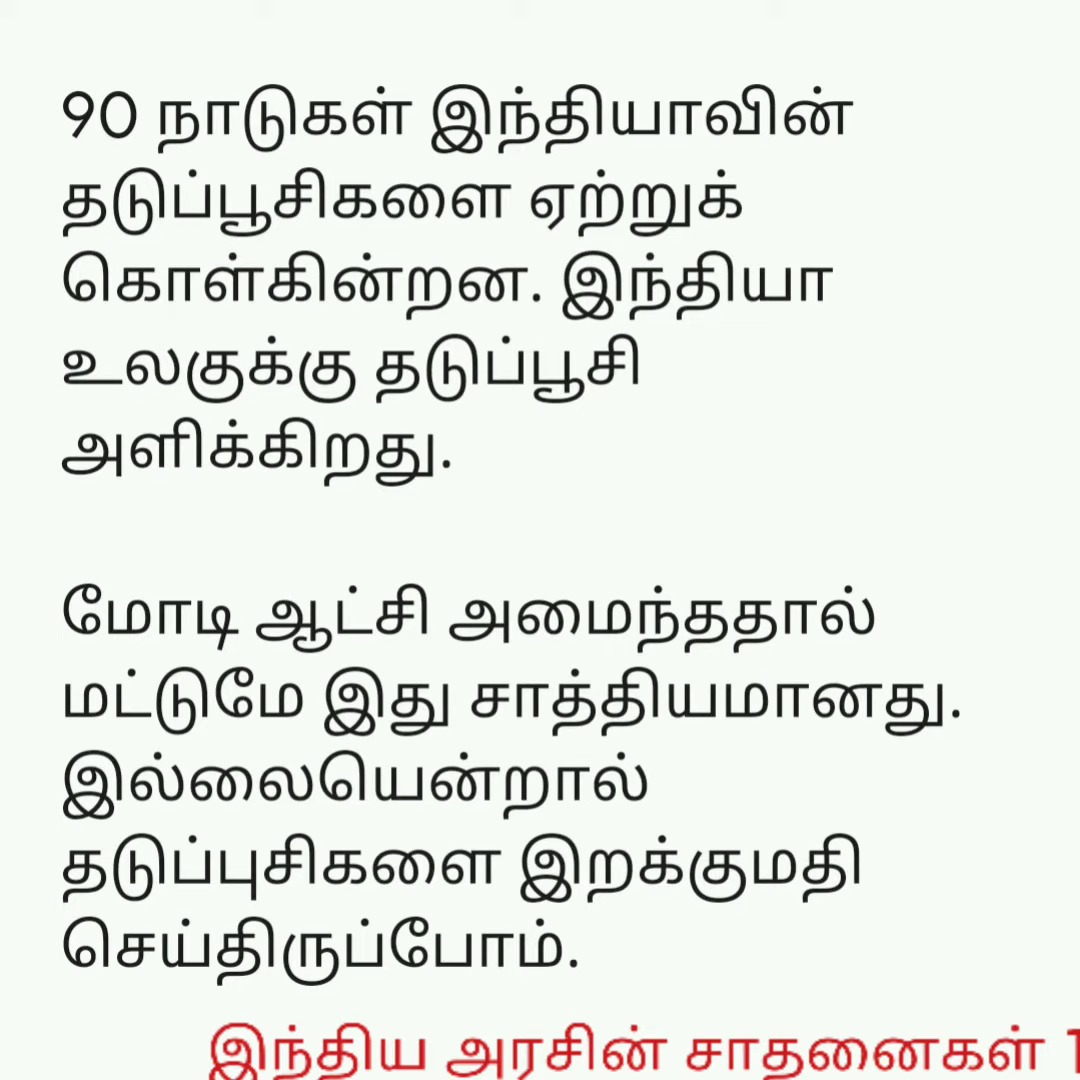 90 நாடுகள் இந்தியாவின்
தடுப்பூசிகளை ஏற்றுக்
கொள்கின்றன. இந்தியா
உலகுக்கு தடுப்பூசி
அளிக்கிறது.
மோடி ஆட்சி அமைந்ததால்
மட்டுமே இது சாத்தியமானது.
இல்லையென்றால்
தடுப்புசிகளை இறக்குமதி
செய்திருப்போம்.
இந்திய அரசின் சாதனைகள் 1